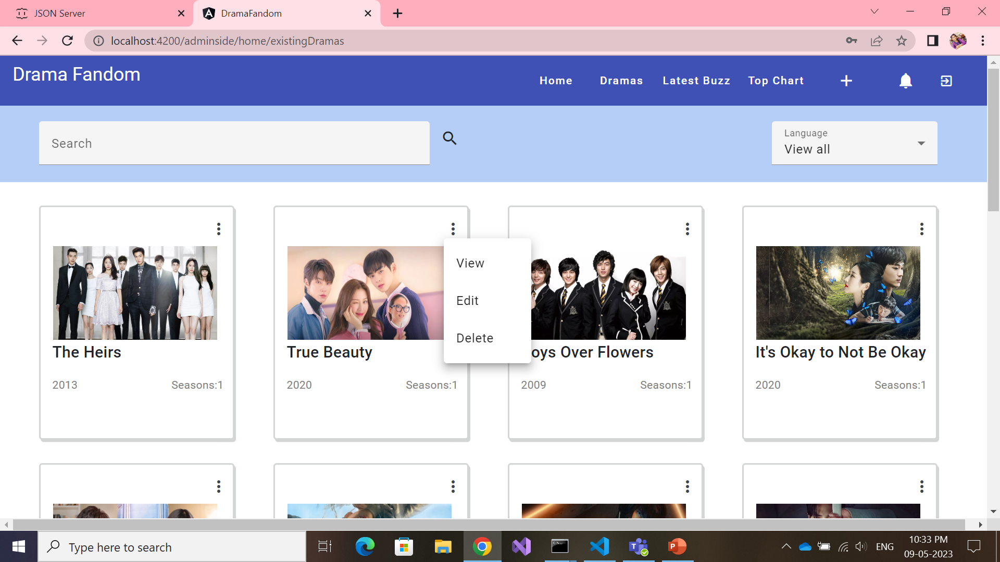 JSON Server
DramaFandom
localhost:4200/adminside/home/existingDramas
Drama Fandom
Home
Dramas
Latest Buzz
Top Chart
Search
Language
View all
View
Edit
Delete
The Heirs
True Beauty
oys Over Flowers
It's Okay to Not Be Okay
2013
Seasons:1
2020
Seasons:1
2009
Seasons:1
2020
Seasons:1
Type here to search
ENG
10:33 PM
09-05-2023